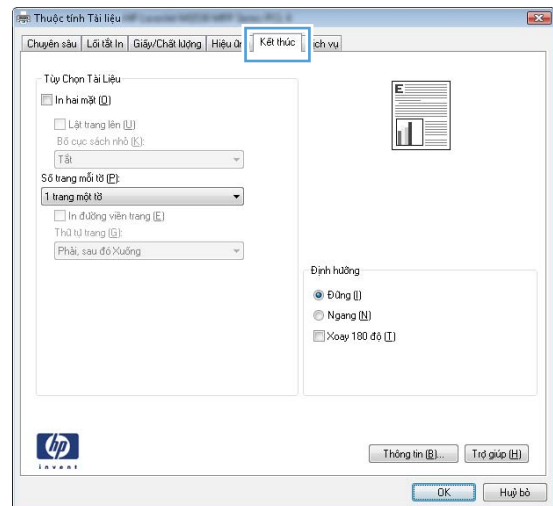 Thuộc tính Tài liệu
Chuyên sâu Lối tắt In Giấy/Chất lượng Hiệu ứn Kết thúc ịch vụ
Tùy Chọn Tài Liệu
In hai mặt (O)
Lật trang lên (U)
Bố cục sách nhỏ (K):
Tắt
Số trang mỗi tờ (P):
1 trang một tờ
In đường viền trang (E)
Thứ tự trang (G):
Phải, sau đó Xuống
E
Định hướng
Đứng (I)
Ngang (N)
Xoay 180 độ (T)
hp
invent
Thông tin (B)... Trợ giúp (H)
OK Huỷ bỏ